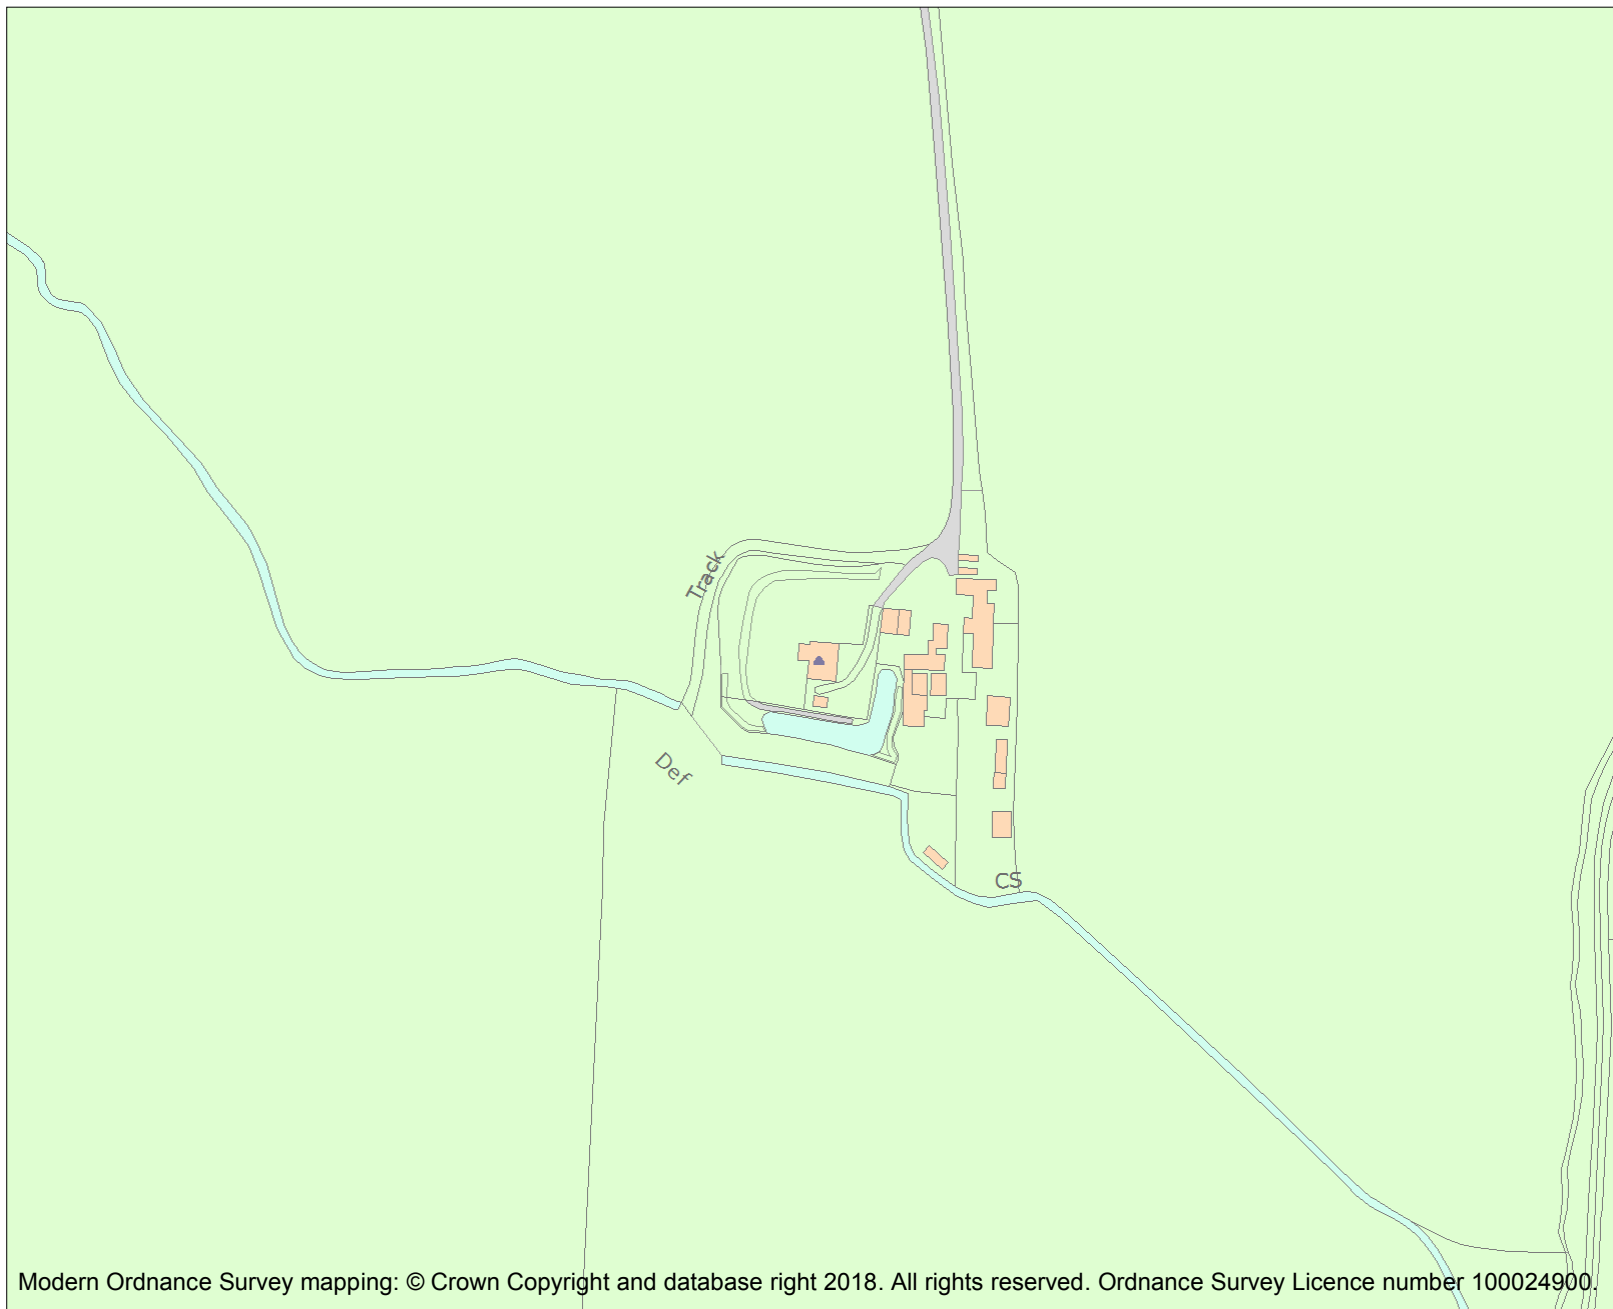 Track
Def
CS
Modern Ordnance Survey mapping: © Crown Copyright and database right 2018. All rights reserved. Ordnance Survey Licence number 100024900.